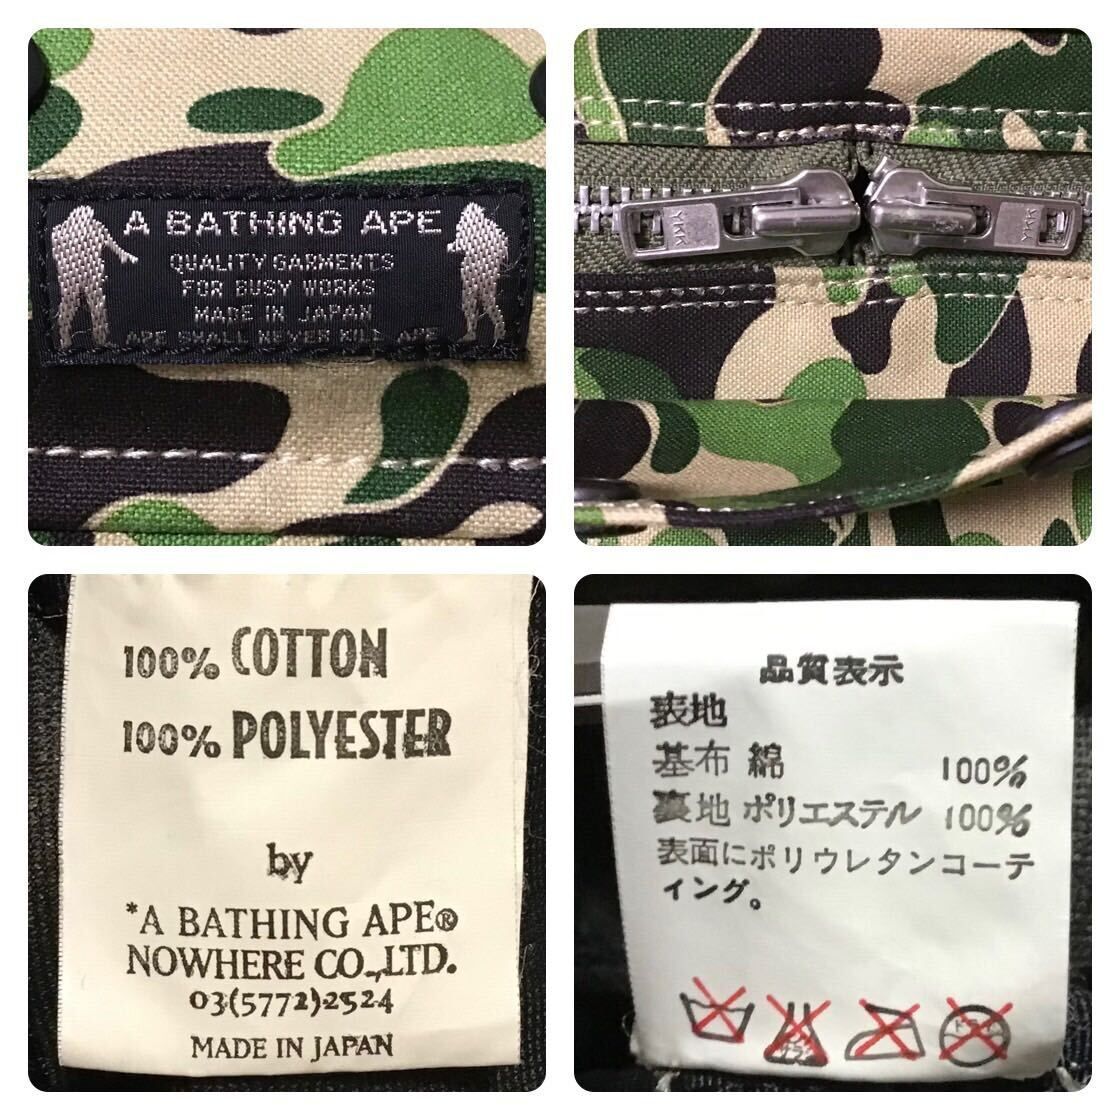 A BATHING APE
QUALITY GARMENTS
FOR BUSY WORKS
MADE IN JAPAN
APE SHALL NEVER KILL APE
YKK
YKK
100% COTTON
100% POLYESTER
by
*A BATHING APE®
NOWHERE CO.,LTD.
03(5772)2524
MADE IN JAPAN
品質表示
表地
基布 綿 100%
裏地 ポリエステル 100%
表面にポリウレタンコーテ
ィング。
ドライ